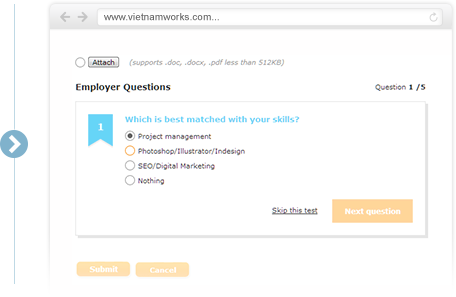 www.vietnamworks.com...
Attach (supports .doc, .docx, .pdf less than 512KB)
Employer Questions Question 1 /5
1 Which is best matched with your skills?
Project management
Photoshop/Illustrator/Indesign
SEO/Digital Marketing
Nothing
Skip this test Next question
Submit Cancel